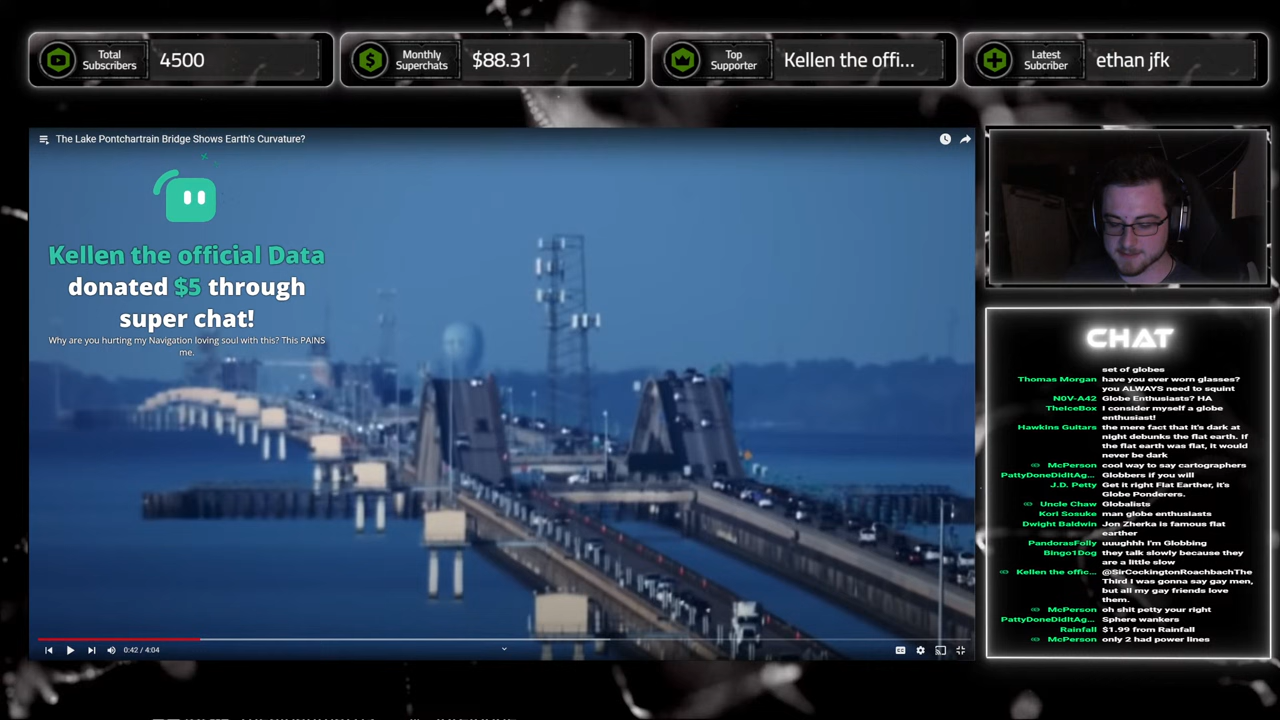 Total
Subscribers
4500
Monthly
Superchats
$88.31
Top
Supporter
Kellen the offi...
Latest
Subcriber
ethan jfk
The Lake Pontchartrain Bridge Shows Earth's Curvature?
Kellen the official Data
donated $5 through
super chat!
Why are you hurting my Navigation loving soul with this? This PAINS
me.
0:42 / 4:04
CHAT
set of globes
Thomas Morgan have you ever worn glasses?
you ALWAYS need to squint
N0V-A42 Globe Enthusiasts? HA
TheIceBox I consider myself a globe
enthusiast!
Hawkins Guitars the mere fact that it's dark at
night debunks the flat earth. If
the flat earth was flat, it would
never be dark
McPerson cool way to say cartographers
PattyDoneDidItAg... Globbers if you will
J.D. Petty Get it right Flat Earther, it's
Globe Ponderers.
Uncle Chaw Globalists
Kori Sosuke man globe enthusiasts
Dwight Baldwin Jon Zherka is famous flat
earther
PandorasFolly uuughhh I'm Globbing
Bingo1Dog they talk slowly because they
are a little slow
Kellen the offic... @SirCockingtonRoachbachThe
Third I was gonna say gay men,
but all my gay friends love
them.
McPerson oh shit petty your right
PattyDoneDidItAg... Sphere wankers
Rainfall $1.99 from Rainfall
McPerson only 2 had power lines